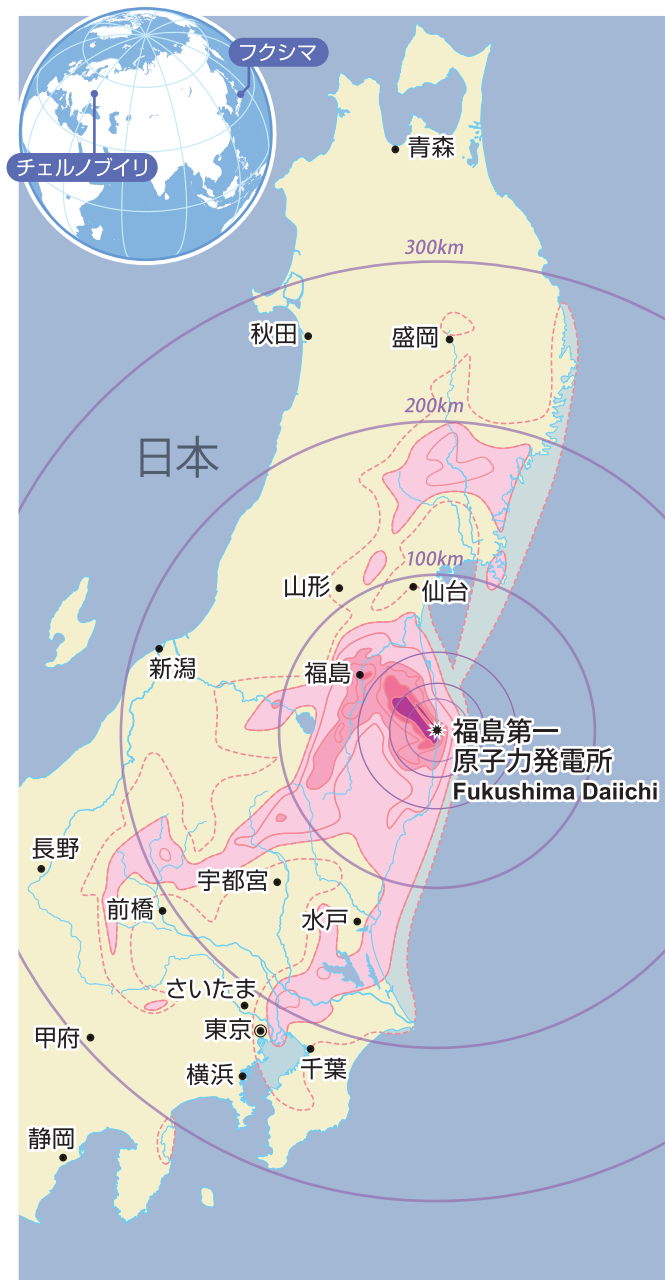 フクシマ
チェルノブイリ
青森
300km
秋田
盛岡
200km
日本
100km
山形
仙台
新潟
福島
福島第一
原子力発電所
Fukushima Daiichi
長野
宇都宮
前橋
水戸
さいたま
東京
甲府
千葉
横浜
静岡